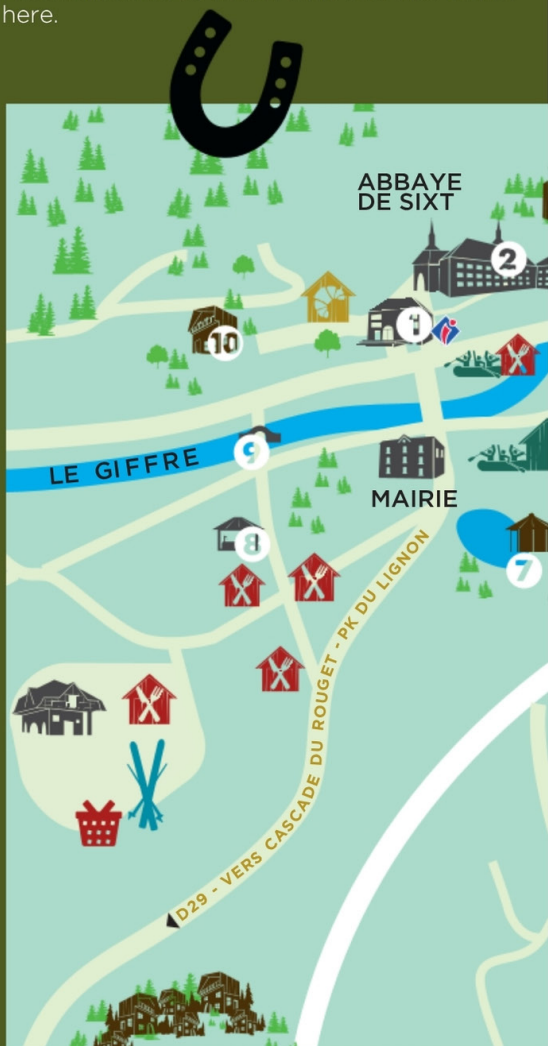 here.
ABBAYE
DE SIXT
2
1
10
LE GIFFRE
9
MAIRIE
8
7
D29 - VERS CASCADE DU ROUGET - PK DU LIGNON